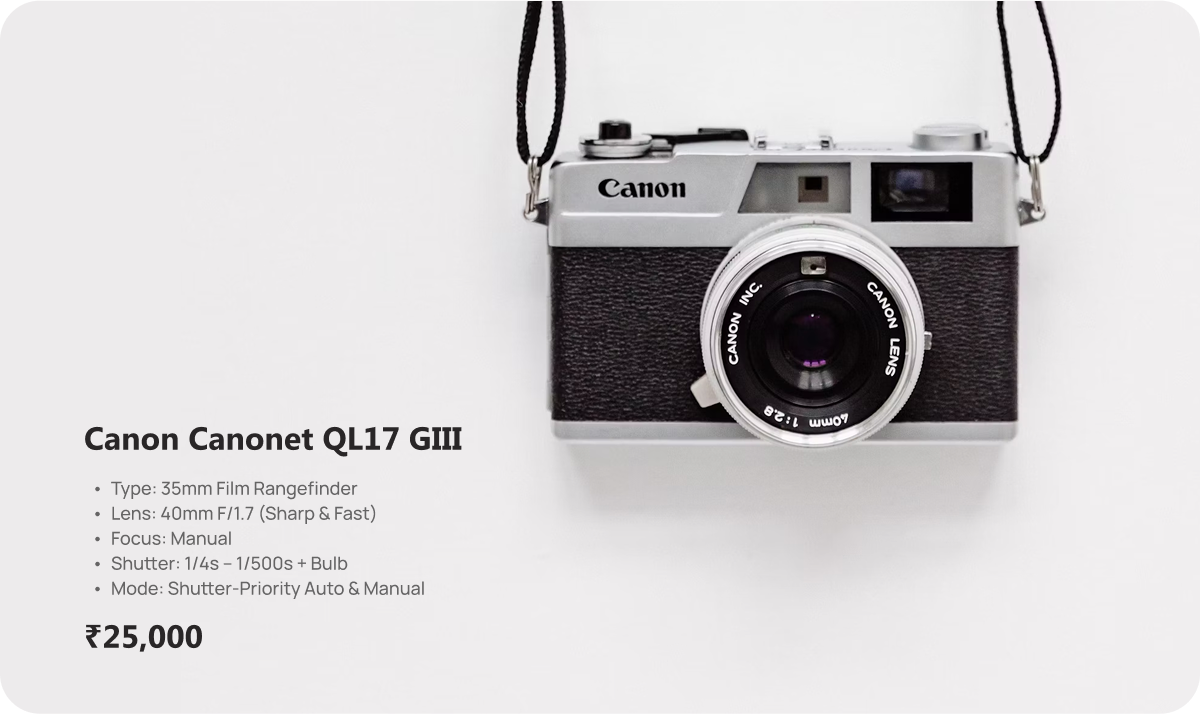 Canon
CANON INC.
CANON LENS
40mm 1:2.8
Canon Canonet QL17 GIII
• Type: 35mm Film Rangefinder
• Lens: 40mm F/1.7 (Sharp & Fast)
• Focus: Manual
• Shutter: 1/4s – 1/500s + Bulb
• Mode: Shutter-Priority Auto & Manual
₹25,000